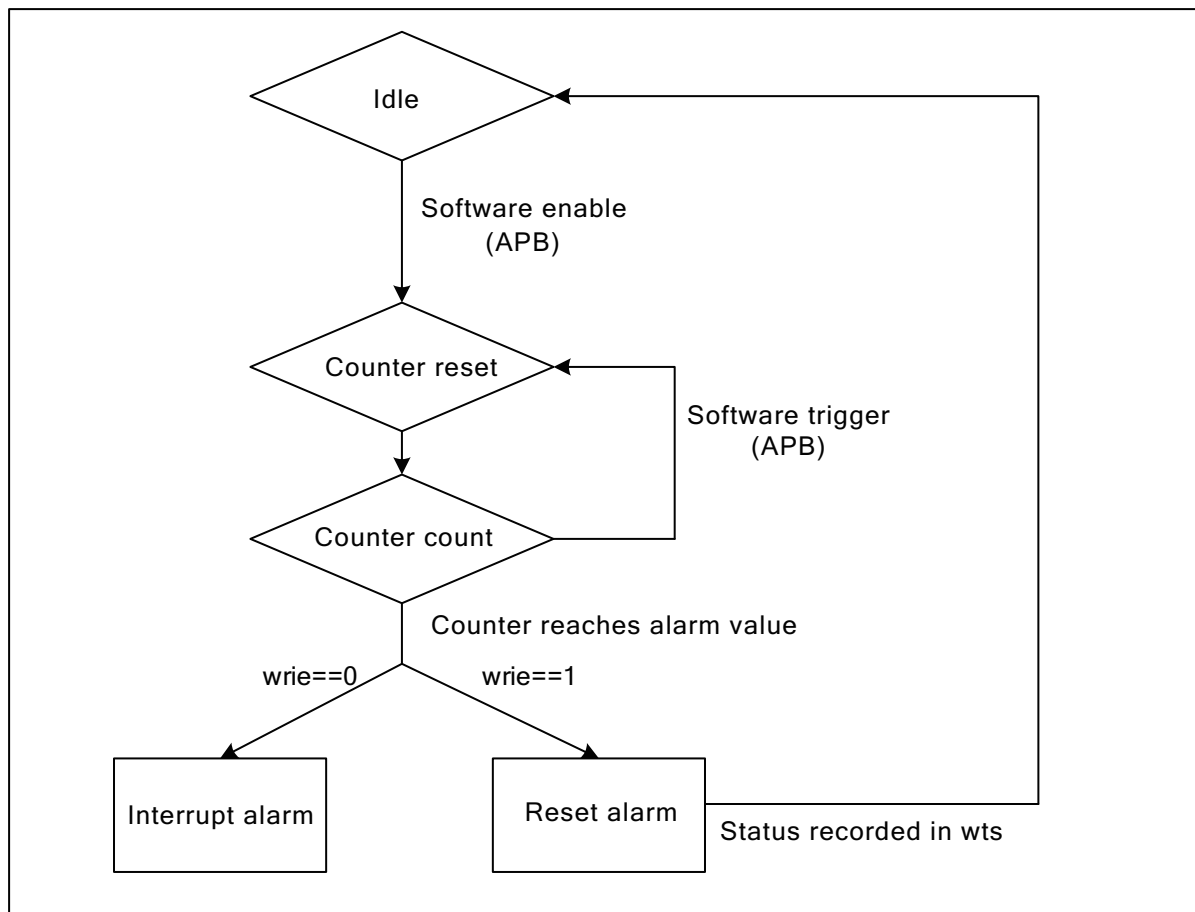 Idle
Software enable
(APB)
Counter reset
Software trigger
(APB)
Counter count
Counter reaches alarm value
wrie==0
wrie==1
Interrupt alarm
Reset alarm
Status recorded in wts